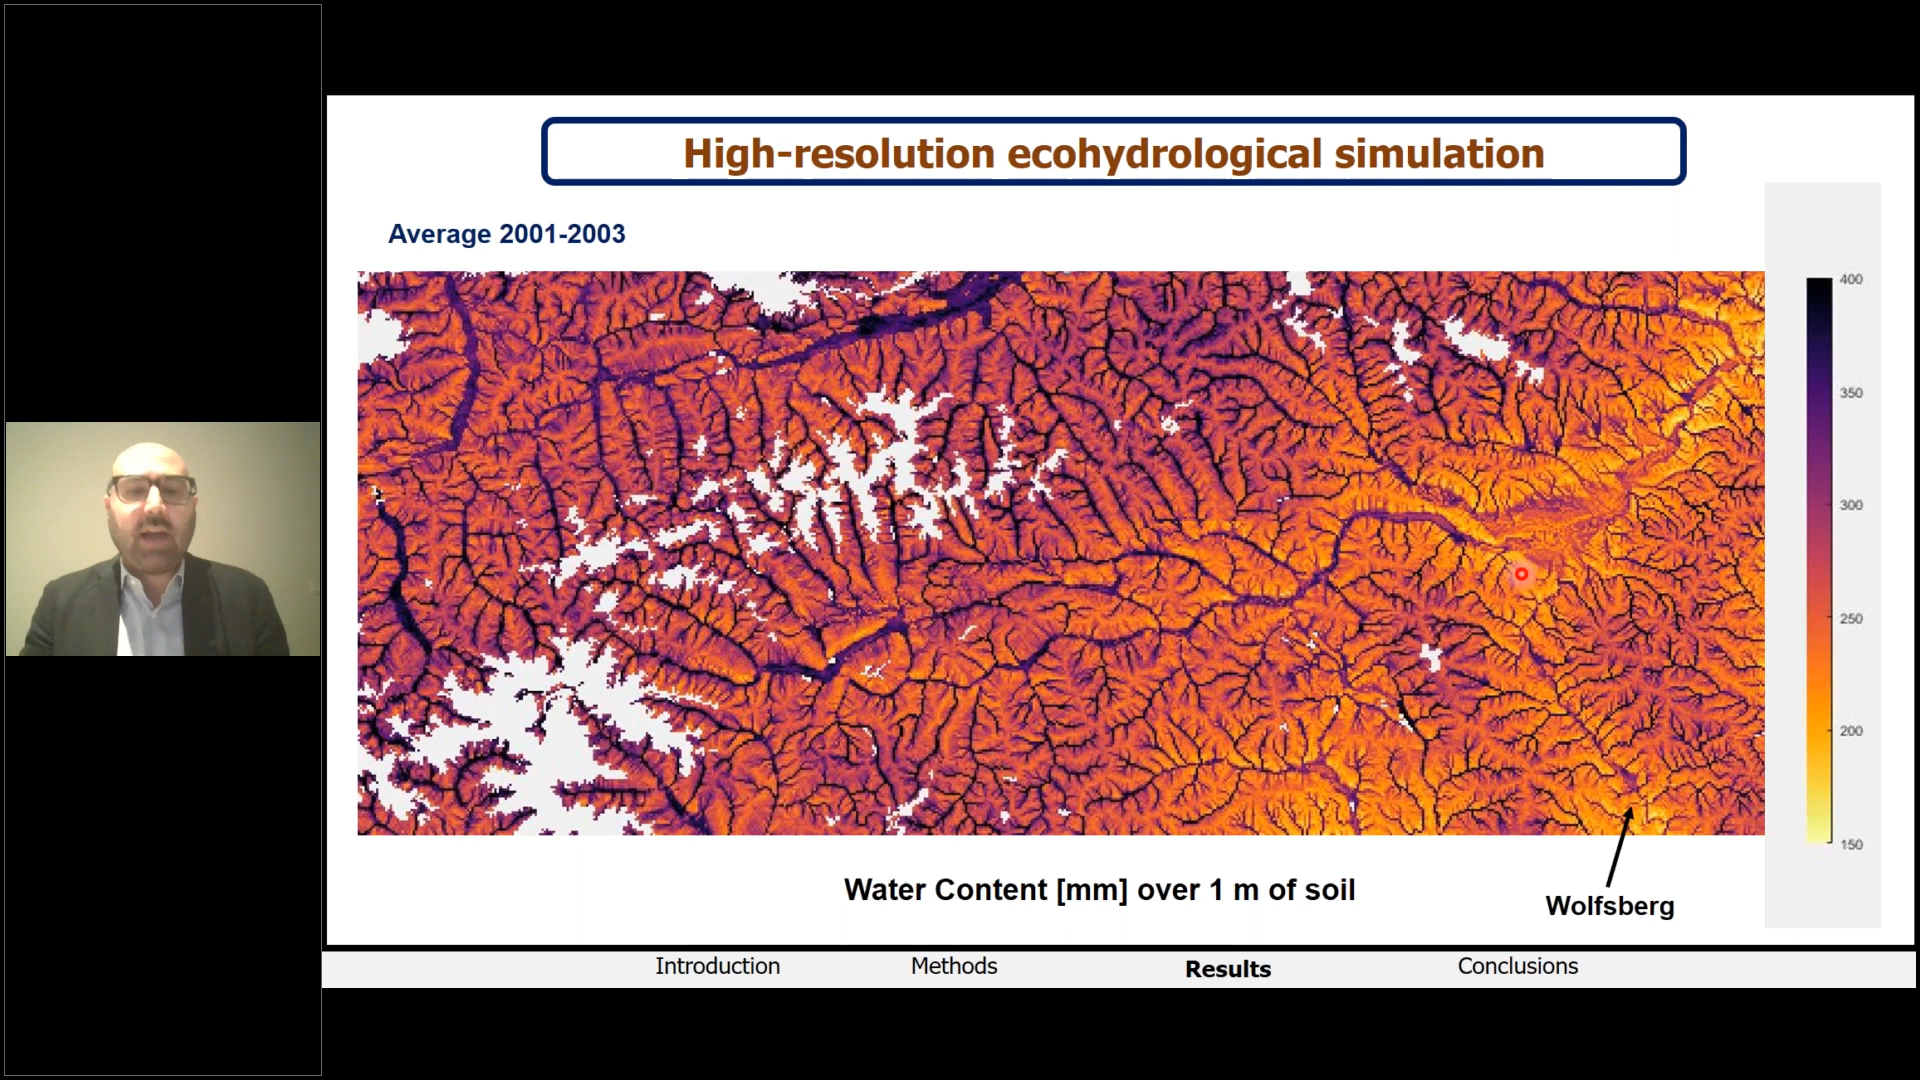 High-resolution ecohydrological simulation
Average 2001-2003
400
350
300
250
200
150
Water Content [mm] over 1 m of soil
Wolfsberg
Introduction Methods Results Conclusions